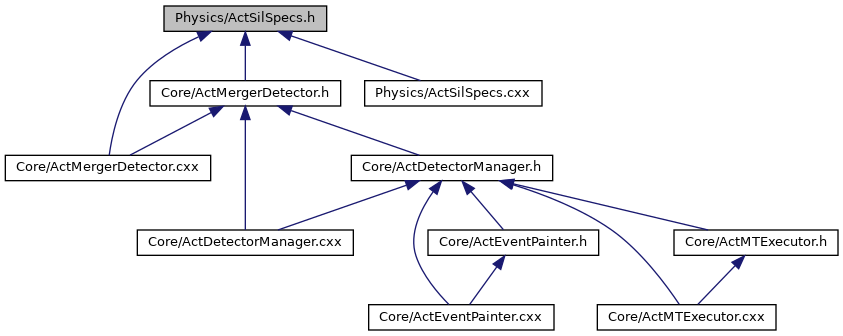 Physics/ActSilSpecs.h
Core/ActMergerDetector.h
Physics/ActSilSpecs.cxx
Core/ActMergerDetector.cxx
Core/ActDetectorManager.h
Core/ActDetectorManager.cxx
Core/ActEventPainter.h
Core/ActMTExecutor.h
Core/ActEventPainter.cxx
Core/ActMTExecutor.cxx